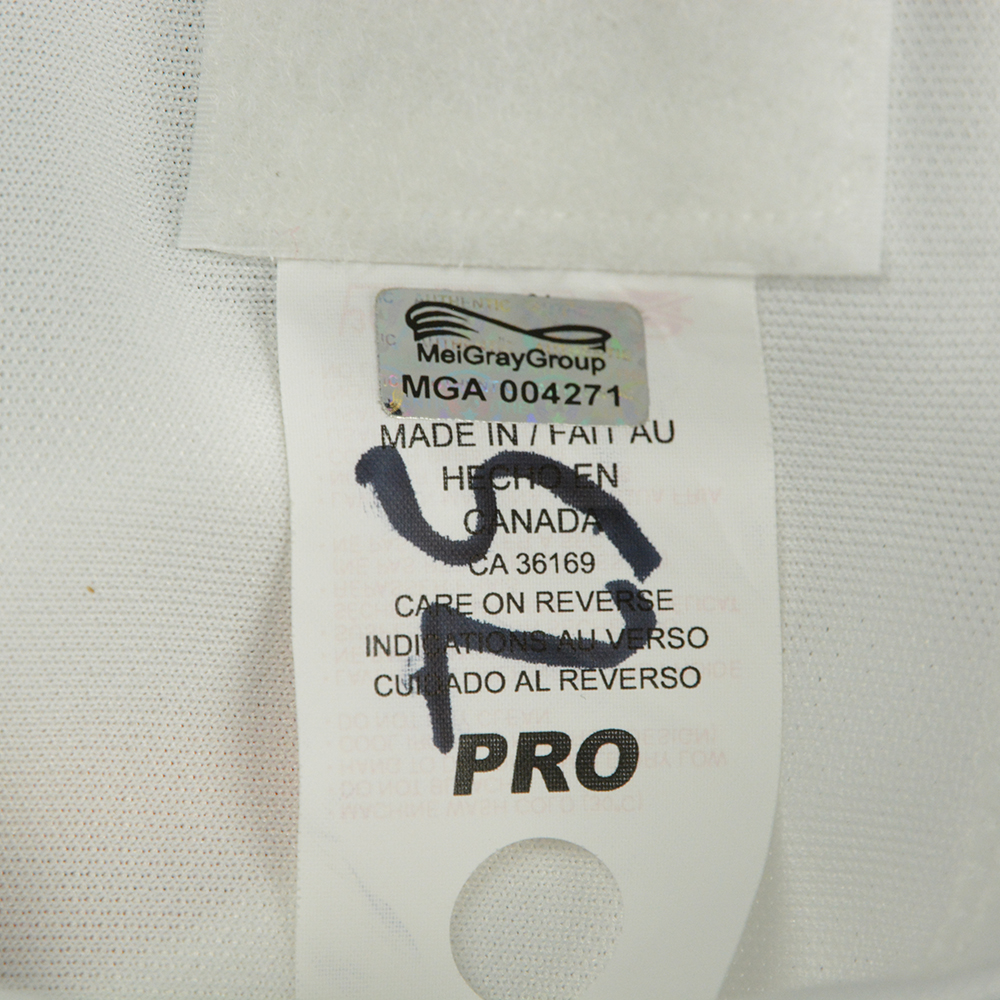 MeiGrayGroup
MGA 004271
MADE IN / FAIT AU
HECHO EN
CANADA
CA 36169
CARE ON REVERSE
INDICATIONS AU VERSO
CUIDADO AL REVERSO
PRO